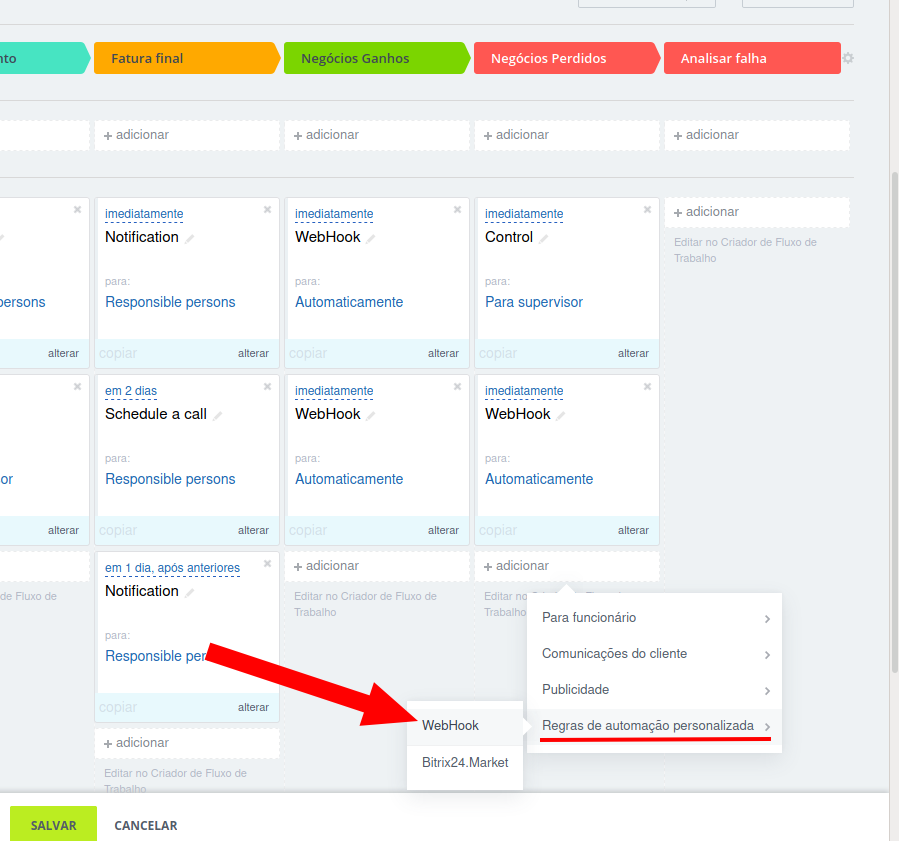 nto
Fatura final
Negócios Ganhos
Negócios Perdidos
Analisar falha
+ adicionar
+ adicionar
+ adicionar
+ adicionar
imediatamente
imediatamente
imediatamente
+ adicionar
Notification
WebHook
Control
Editar no Criador de Fluxo de
Trabalho
para:
para:
para:
persons
Responsible persons
Automaticamente
Para supervisor
alterar
copiar
alterar
copiar
alterar
copiar
alterar
em 2 dias
imediatamente
imediatamente
Schedule a call
WebHook
WebHook
para:
para:
para:
or
Responsible persons
Automaticamente
Automaticamente
alterar
copiar
alterar
copiar
alterar
copiar
alterar
em 1 dia, após anteriores
+ adicionar
+ adicionar
Notification
de Fluxo de
Editar no Criador de Fluxo de
Trabalho
Editar no
Trabalho
para:
Responsible per
copiar
alterar
Para funcionário
Comunicações do cliente
Publicidade
Regras de automação personalizada
WebHook
Bitrix24.Market
+ adicionar
Editar no Criador de Fluxo de
Trabalho
SALVAR
CANCELAR